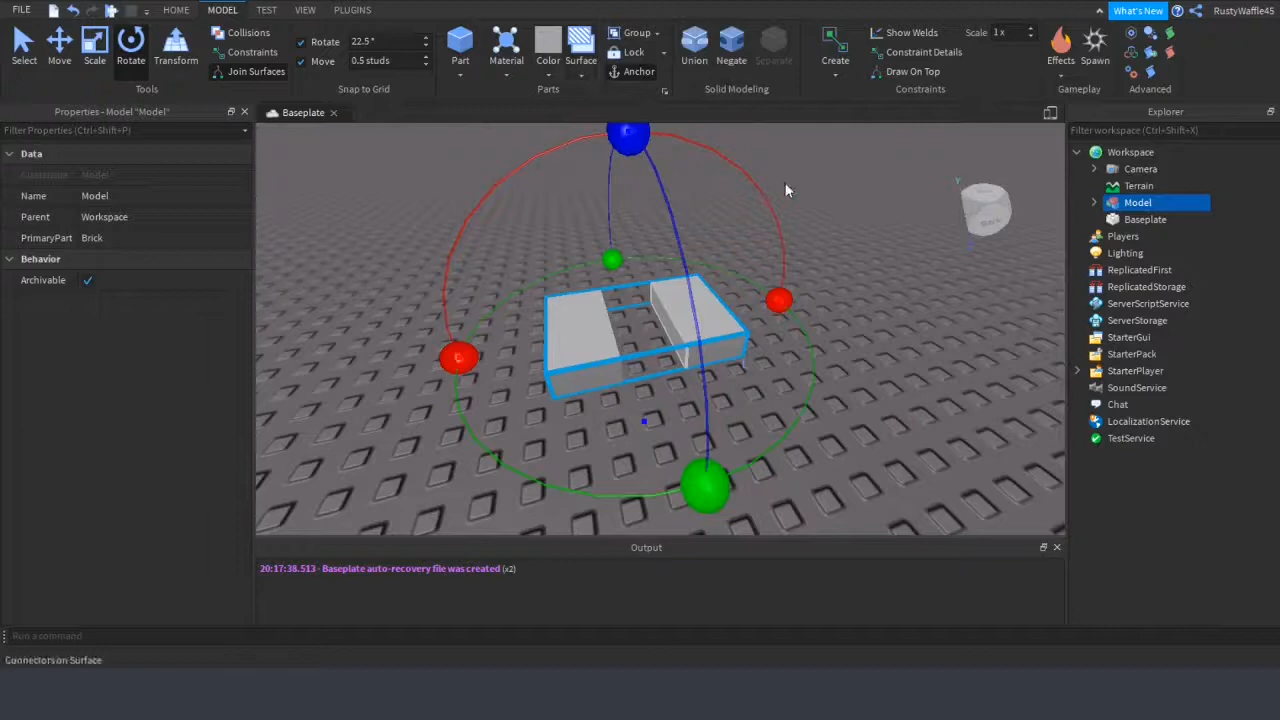 FILE HOME MODEL TEST VIEW PLUGINS What's New RustyWaffle45
Select Move Scale Rotate Transform
Collisions
Constraints
Join Surfaces
Tools
Rotate 22.5°
Move 0.5 studs
Snap to Grid
Part Material Color Surface
Group
Lock
Anchor
Parts
Union Negate Separate
Solid Modeling
Create
Show Welds Scale 1x
Constraint Details
Draw On Top
Constraints
Effects Spawn
Gameplay
Advanced
Properties - Model "Model"
Filter Properties (Ctrl+Shift+P)
Data
ClassName Model
Name Model
Parent Workspace
PrimaryPart Brick
Behavior
Archivable
Baseplate
Y
Output
20:17:38.513 - Baseplate auto-recovery file was created (x2)
Explorer
Filter workspace (Ctrl+Shift+X)
Workspace
Camera
Terrain
Model
Baseplate
Players
Lighting
ReplicatedFirst
ReplicatedStorage
ServerScriptService
ServerStorage
StarterGui
StarterPack
StarterPlayer
SoundService
Chat
LocalizationService
TestService
Run a command
Connectors on Surface